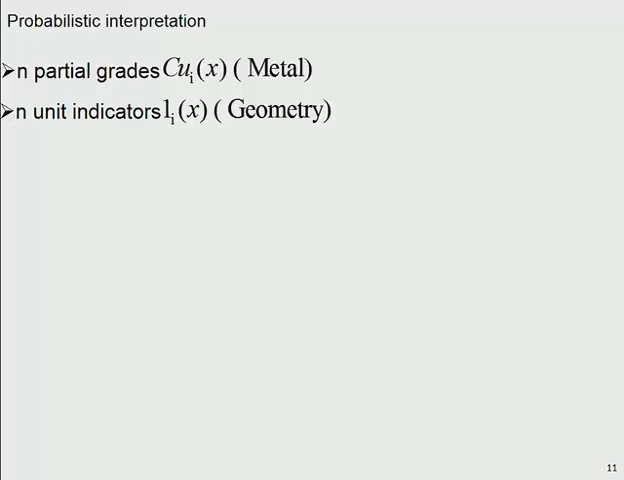 Probabilistic interpretation
➢n partial grades Cuᵢ(x) ( Metal)
➢n unit indicators 1ᵢ(x) ( Geometry)
11